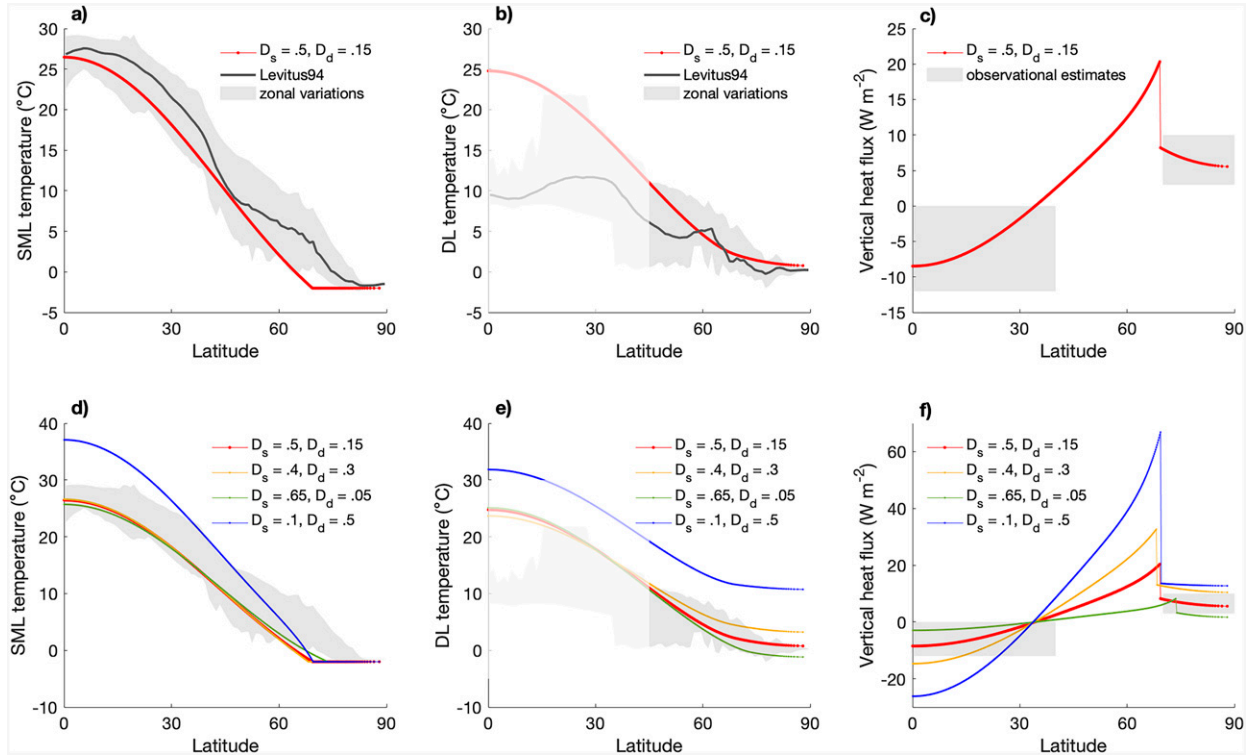 a)
SML temperature (°C)
30
25
20
15
10
5
0
-5
0
30
60
90
Latitude
D_s = .5, D_d = .15
Levitus94
zonal variations
b)
DL temperature (°C)
30
25
20
15
10
5
0
-5
0
30
60
90
Latitude
D_s = .5, D_d = .15
Levitus94
zonal variations
c)
Vertical heat flux (W m-2)
25
20
15
10
5
0
-5
-10
-15
0
30
60
90
Latitude
D_s = .5, D_d = .15
observational estimates
d)
SML temperature (°C)
40
30
20
10
0
-10
0
30
60
90
Latitude
D_s = .5, D_d = .15
D_s = .4, D_d = .3
D_s = .65, D_d = .05
D_s = .1, D_d = .5
e)
DL temperature (°C)
40
30
20
10
0
-10
0
30
60
90
Latitude
D_s = .5, D_d = .15
D_s = .4, D_d = .3
D_s = .65, D_d = .05
D_s = .1, D_d = .5
f)
Vertical heat flux (W m-2)
60
40
20
0
-20
0
30
60
90
Latitude
D_s = .5, D_d = .15
D_s = .4, D_d = .3
D_s = .65, D_d = .05
D_s = .1, D_d = .5